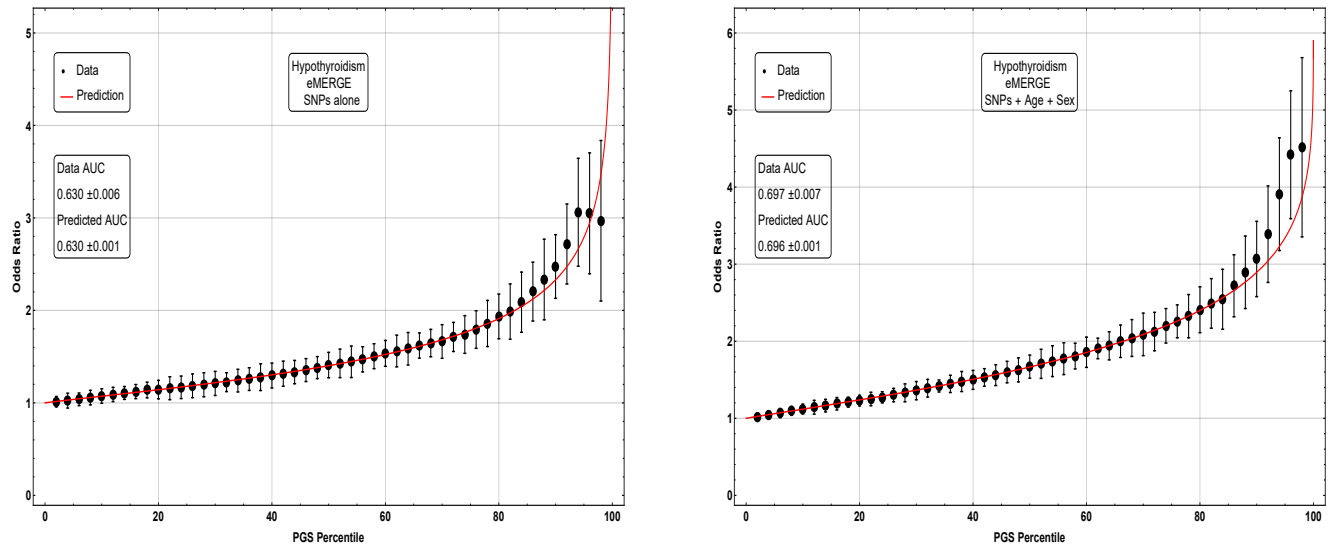 5
4
3
2
1
0
Odds Ratio
Data
Prediction
Hypothyroidism
eMERGE
SNPs alone
Data AUC
0.630 ±0.006
Predicted AUC
0.630 ±0.001
0 20 40 60 80 100
PGS Percentile
6
5
4
3
2
1
0
Odds Ratio
Data
Prediction
Hypothyroidism
eMERGE
SNPs + Age + Sex
Data AUC
0.697 ±0.007
Predicted AUC
0.696 ±0.001
0 20 40 60 80 100
PGS Percentile